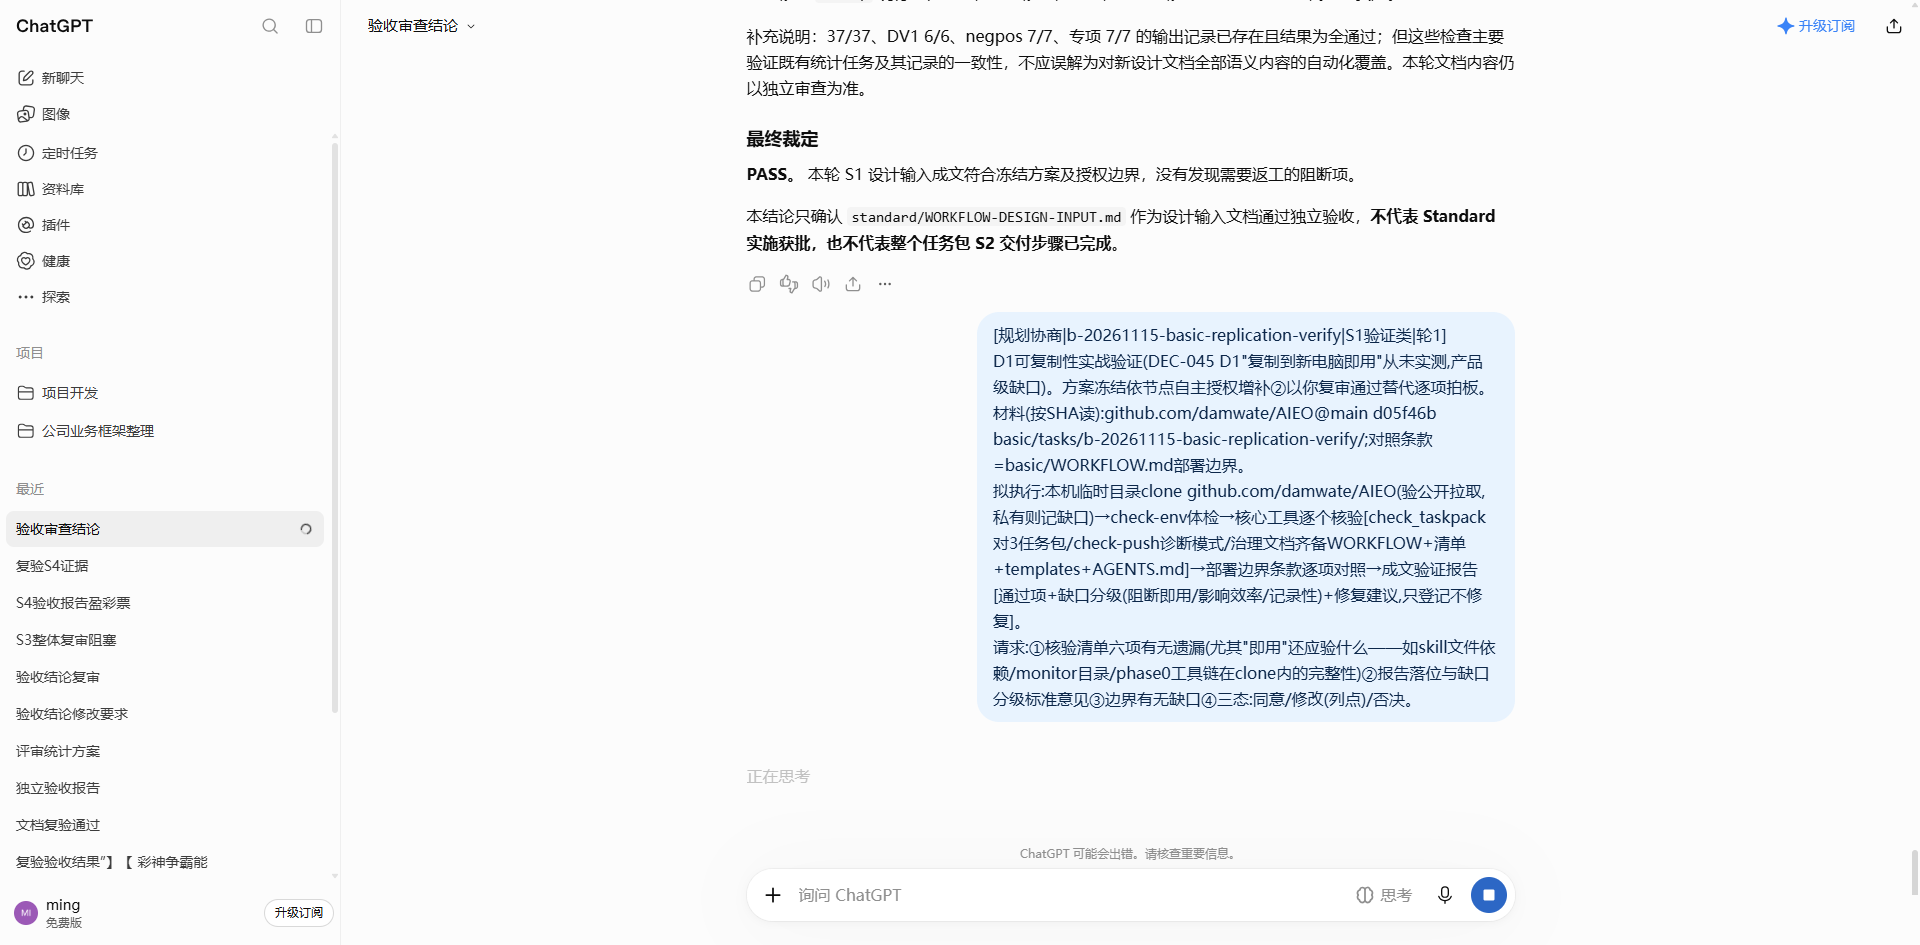 ChatGPT
新聊天
图像
定时任务
资料库
插件
健康
探索
项目
项目开发
公司业务框架整理
最近
验收审查结论
复验S4证据
S4验收报告盈彩票
S3整体复审阻塞
验收结论复审
验收结论修改要求
评审统计方案
独立验收报告
文档复验通过
复验验收结果”】【 彩神争霸能
MI
ming
免费版
升级订阅
验收审查结论
升级订阅
补充说明：37/37、DV1 6/6、negpos 7/7、专项 7/7 的输出记录已存在且结果为全通过；但这些检查主要
验证既有统计任务及其记录的一致性，不应误解为对新设计文档全部语义内容的自动化覆盖。本轮文档内容仍
以独立审查为准。
最终裁定
PASS。 本轮 S1 设计输入成文符合冻结方案及授权边界，没有发现需要返工的阻断项。
本结论只确认 standard/WORKFLOW-DESIGN-INPUT.md 作为设计输入文档通过独立验收，不代表 Standard
实施获批，也不代表整个任务包 S2 交付步骤已完成。
[规划协商|b-20261115-basic-replication-verify|S1验证类|轮1]
D1可复制性实战验证(DEC-045 D1"复制到新电脑即用"从未实测,产品
级缺口)。方案冻结依节点自主授权增补②以你复审通过替代逐项拍板。
材料(按SHA读):github.com/damwate/AIEO@main d05f46b
basic/tasks/b-20261115-basic-replication-verify/;对照条款
=basic/WORKFLOW.md部署边界。
拟执行:本机临时目录clone github.com/damwate/AIEO(验公开拉取,
私有则记缺口)→check-env体检→核心工具逐个核验[check_taskpack
对3任务包/check-push诊断模式/治理文档齐备WORKFLOW+清单
+templates+AGENTS.md]→部署边界条款逐项对照→成文验证报告
[通过项+缺口分级(阻断即用/影响效率/记录性)+修复建议,只登记不修
复]。
请求:①核验清单六项有无遗漏(尤其"即用"还应验什么——如skill文件依
赖/monitor目录/phase0工具链在clone内的完整性)②报告落位与缺口
分级标准意见③边界有无缺口④三态:同意/修改(列点)/否决。
正在思考
ChatGPT 可能会出错。请核查重要信息。
询问 ChatGPT
思考